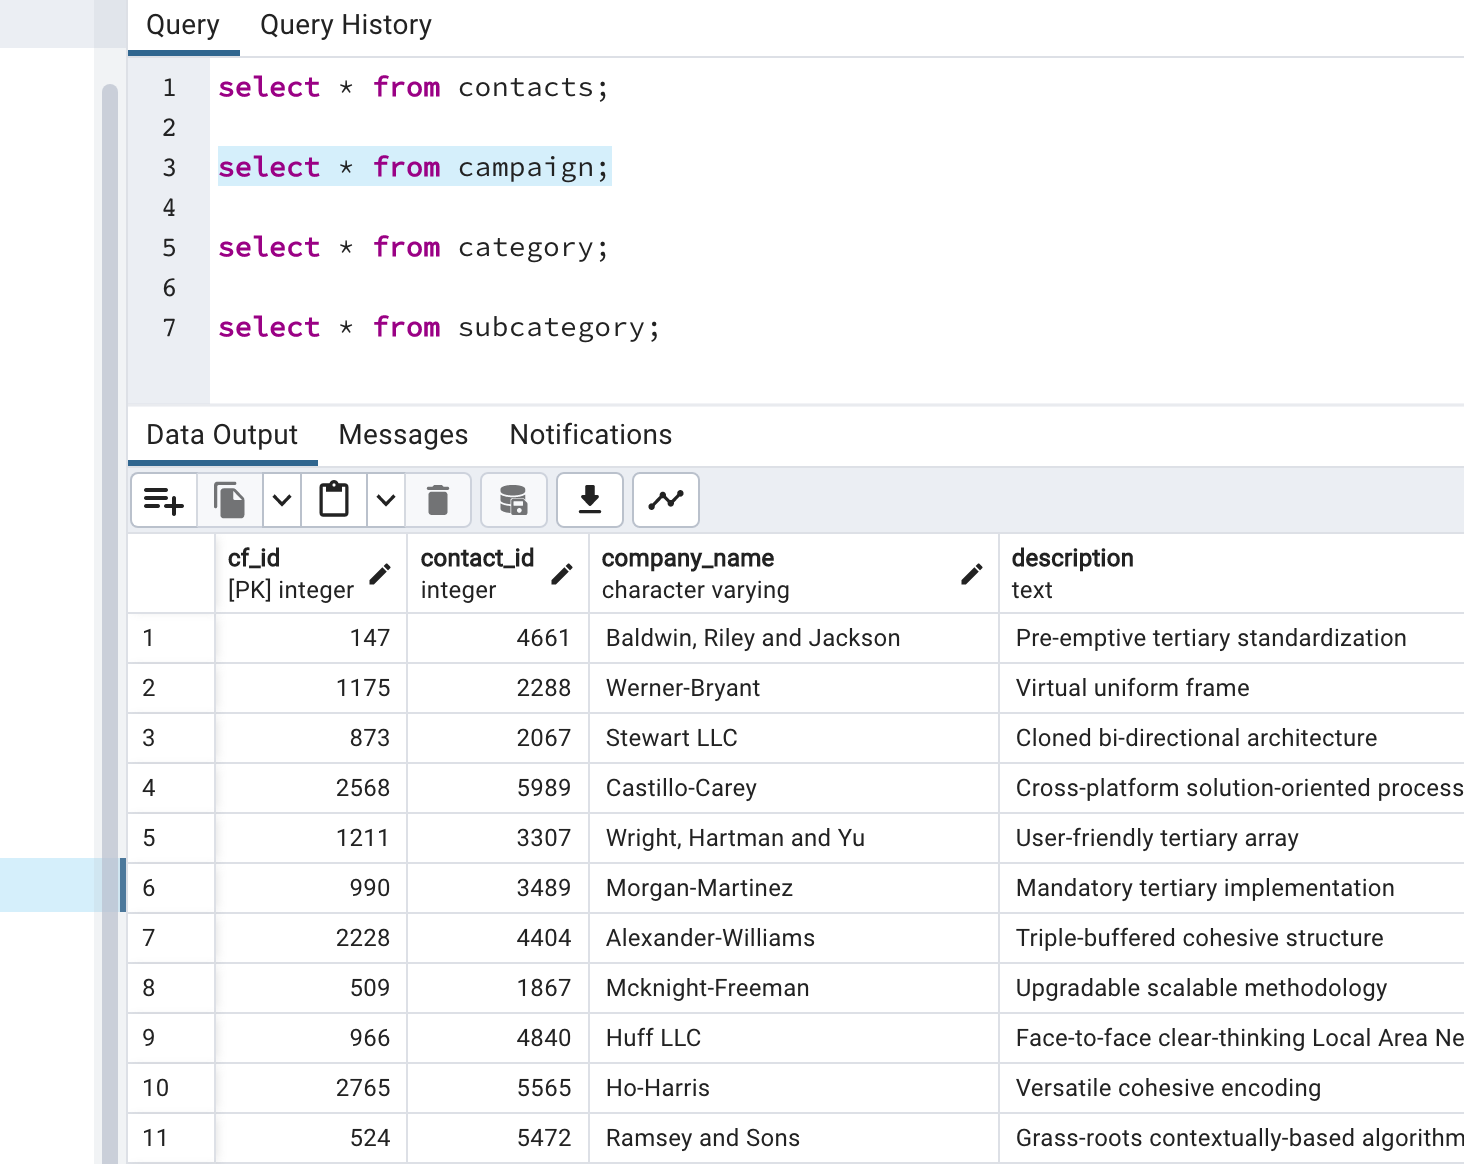 Query Query History
1 select * from contacts;
2
3 select * from campaign;
4
5 select * from category;
6
7 select * from subcategory;
Data Output Messages Notifications
cf_id contact_id company_name description
[PK] integer integer character varying text
1 147 4661 Baldwin, Riley and Jackson Pre-emptive tertiary standardization
2 1175 2288 Werner-Bryant Virtual uniform frame
3 873 2067 Stewart LLC Cloned bi-directional architecture
4 2568 5989 Castillo-Carey Cross-platform solution-oriented process
5 1211 3307 Wright, Hartman and Yu User-friendly tertiary array
6 990 3489 Morgan-Martinez Mandatory tertiary implementation
7 2228 4404 Alexander-Williams Triple-buffered cohesive structure
8 509 1867 Mcknight-Freeman Upgradable scalable methodology
9 966 4840 Huff LLC Face-to-face clear-thinking Local Area Ne
10 2765 5565 Ho-Harris Versatile cohesive encoding
11 524 5472 Ramsey and Sons Grass-roots contextually-based algorithm